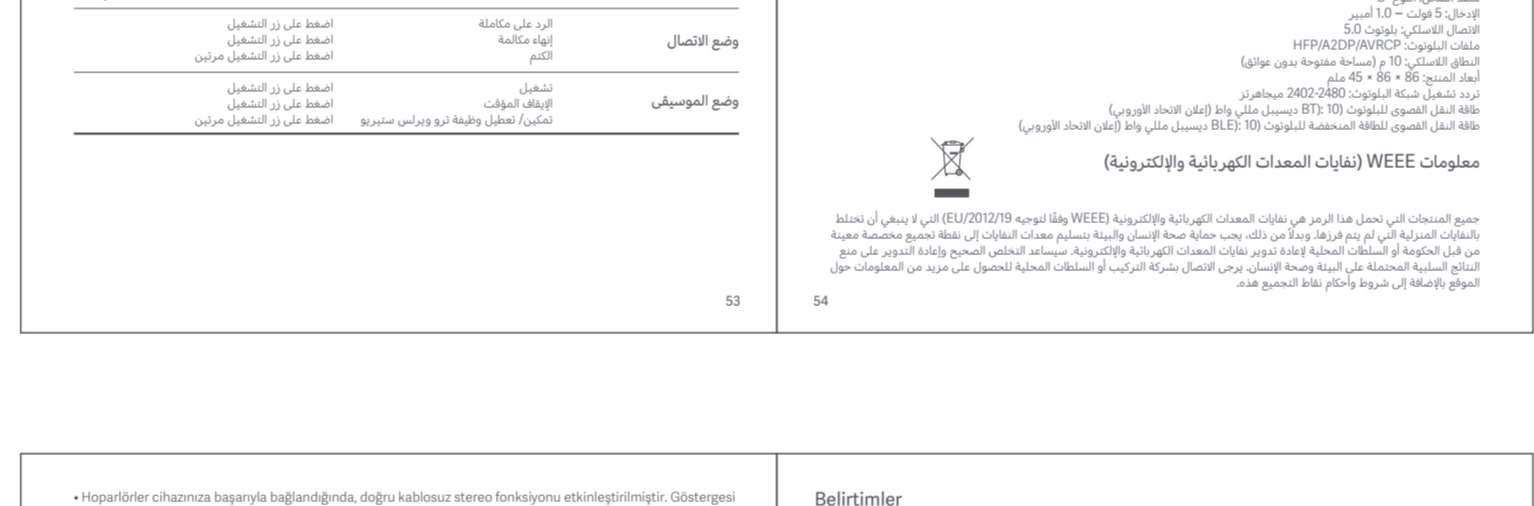 الرد على مكاملة اضغط على زر التشغيل
وضع الاتصال إنهاء مكالمة اضغط على زر التشغيل
الكتم اضغط على زر التشغيل مرتين
تشغيل اضغط على زر التشغيل
وضع الموسيقى الإيقاف المؤقت اضغط على زر التشغيل
تمكين/ تعطيل وظيفة ترو ويرلس ستيريو اضغط على زر التشغيل مرتين
53
الإدخال: 5 فولت – 1.0 أمبير
الاتصال اللاسلكي: بلوتوث 5.0
ملفات البلوتوث: HFP/A2DP/AVRCP
النطاق اللاسلكي: 10 م (مساحة مفتوحة بدون عوائق)
أبعاد المنتج: 86 × 86 × 45 ملم
تردد تشغيل شبكة البلوتوث: 2480-2402 ميجاهرتز
طاقة النقل القصوى للبلوتوث (BT): 10 ديسيبل مللي واط (إعلان الاتحاد الأوروبي)
طاقة النقل القصوى للطاقة المنخفضة للبلوتوث (BLE): 10 ديسيبل مللي واط (إعلان الاتحاد الأوروبي)
معلومات WEEE (نفايات المعدات الكهربائية والإلكترونية)
جميع المنتجات التي تحمل هذا الرمز هي نفايات المعدات الكهربائية والإلكترونية (WEEE وفقًا لتوجيه EU/2012/19) التي لا ينبغي أن تختلط
بالنفايات المنزلية التي لم يتم فرزها. وبدلاً من ذلك، يجب حماية صحة الإنسان والبيئة بتسليم معدات النفايات إلى نقطة تجميع مخصصة معينة
من قبل الحكومة أو السلطات المحلية لإعادة تدوير نفايات المعدات الكهربائية والإلكترونية. سيساعد التخلص الصحيح وإعادة التدوير على منع
النتائج السلبية المحتملة على البيئة وصحة الإنسان. يرجى الاتصال بشركة التركيب أو السلطات المحلية للحصول على مزيد من المعلومات حول
الموقع بالإضافة إلى شروط وأحكام نقاط التجميع هذه.
54
• Hoparlörler cihazınıza başarıyla bağlandığında, doğru kablosuz stereo fonksiyonu etkinleştirilmiştir. Göstergesi
Belirtimler